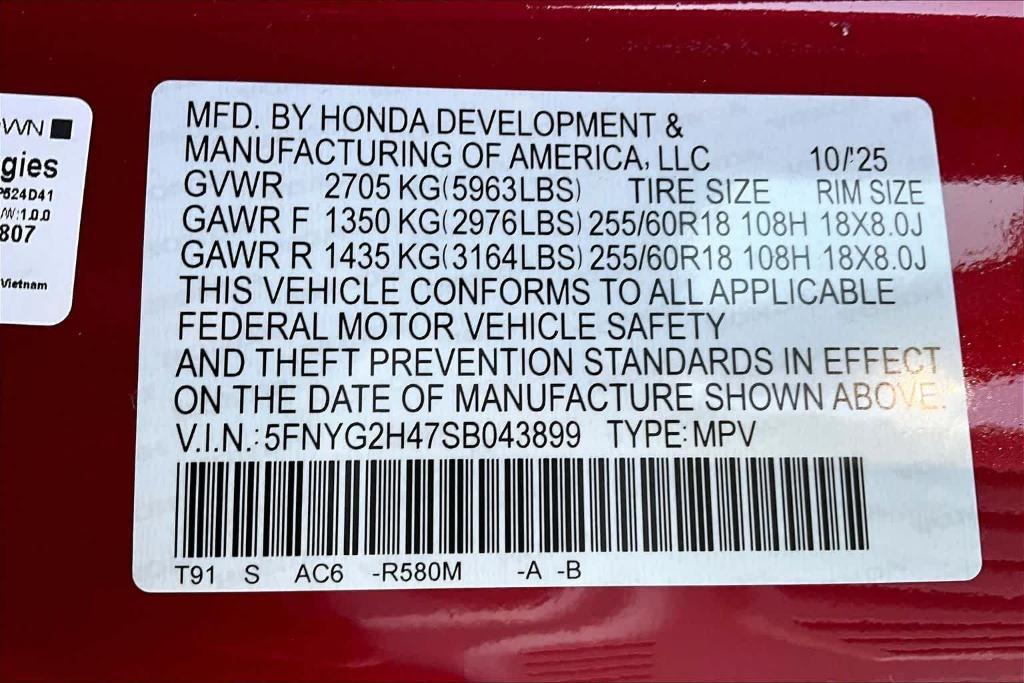 MFD. BY HONDA DEVELOPMENT &
MANUFACTURING OF AMERICA, LLC 10/'25
GVWR 2705 KG(5963LBS) TIRE SIZE RIM SIZE
GAWR F 1350 KG(2976LBS) 255/60R18 108H 18X8.0J
GAWR R 1435 KG(3164LBS) 255/60R18 108H 18X8.0J
THIS VEHICLE CONFORMS TO ALL APPLICABLE
FEDERAL MOTOR VEHICLE SAFETY
AND THEFT PREVENTION STANDARDS IN EFFECT
ON THE DATE OF MANUFACTURE SHOWN ABOVE.
V.I.N.: 5FNYG2H47SB043899 TYPE: MPV
T91 S AC6 -R580M -A -B
gies
807
Vietnam